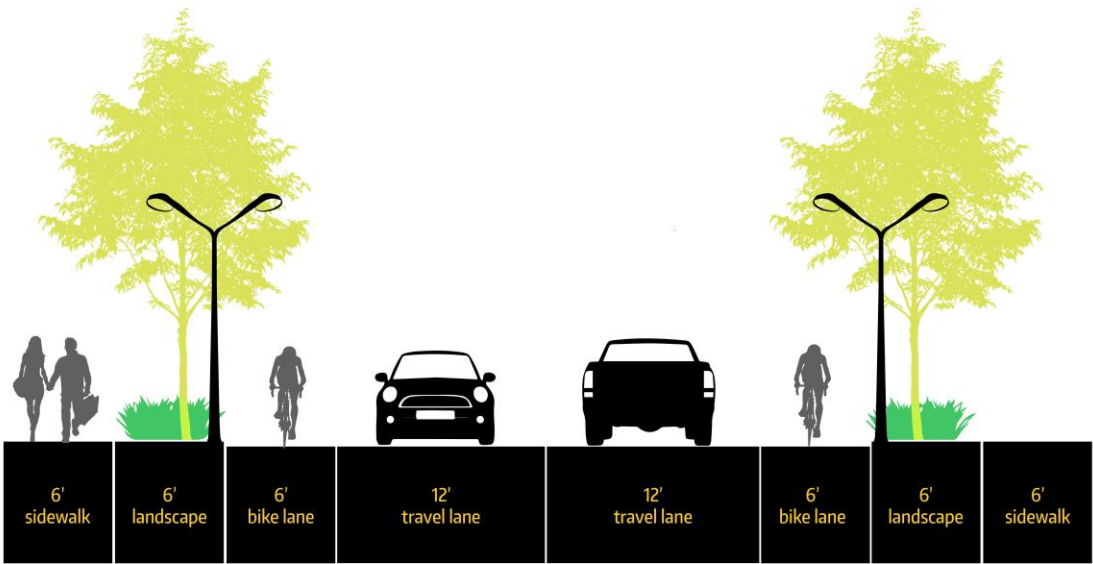 6’
sidewalk
6’
landscape
6’
bike lane
12’
travel lane
12’
travel lane
6’
bike lane
6’
landscape
6’
sidewalk